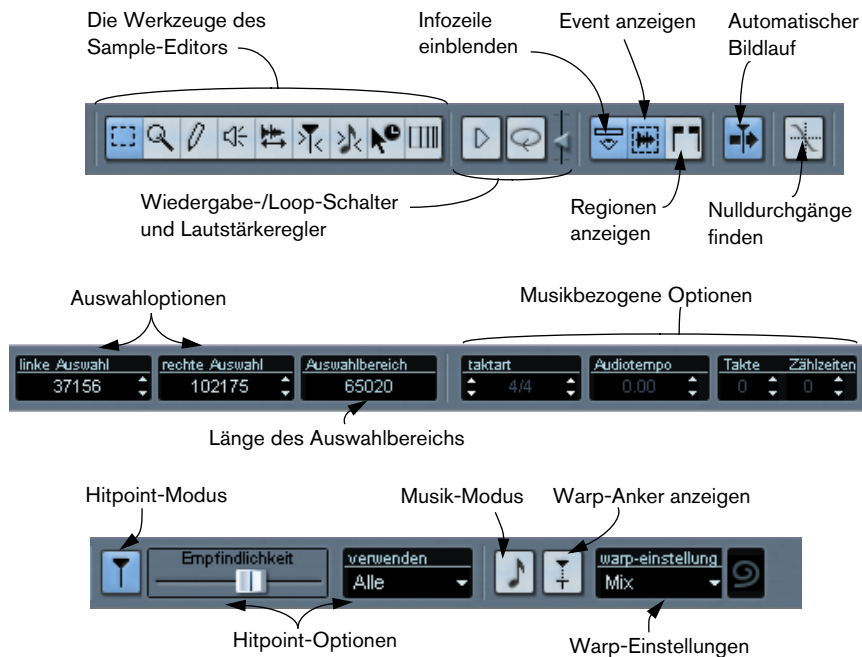 Die Werkzeuge des
Sample-Editors
Infozeile
einblenden
Event anzeigen
Automatischer
Bildlauf
Wiedergabe-/Loop-Schalter
und Lautstärkeregler
Regionen
anzeigen
Nulldurchgänge
finden
Auswahloptionen
Musikbezogene Optionen
linke Auswahl
37156
rechte Auswahl
102175
Auswahlbereich
65020
taktart
4/4
Audiotempo
0.00
Takte
0
Zählzeiten
0
Länge des Auswahlbereichs
Hitpoint-Modus
Musik-Modus
Warp-Anker anzeigen
Empfindlichkeit
verwenden
Alle
warp-einstellung
Mix
Hitpoint-Optionen
Warp-Einstellungen